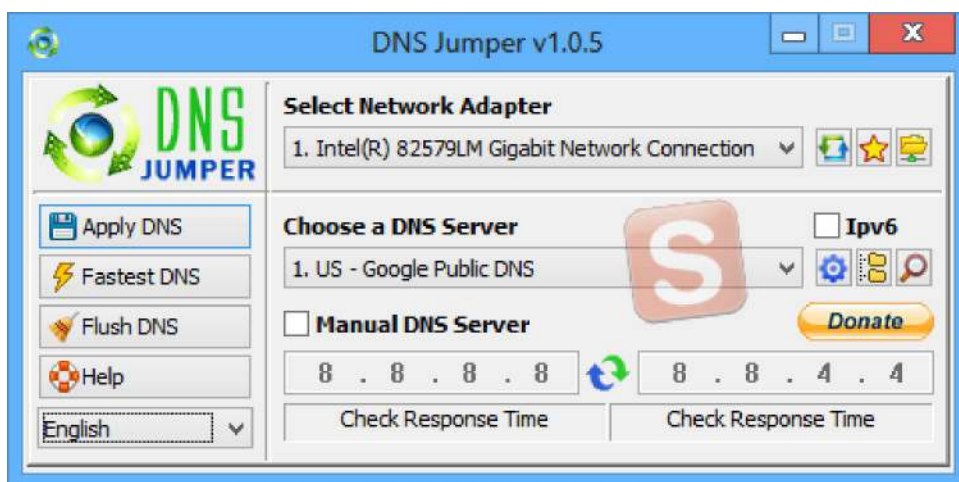 DNS Jumper v1.0.5
DNS
JUMPER
Select Network Adapter
1. Intel(R) 82579LM Gigabit Network Connection
Apply DNS
Fastest DNS
Flush DNS
Help
English
Choose a DNS Server
Ipv6
1. US - Google Public DNS
S
Manual DNS Server
Donate
8 . 8 . 8 . 8
8 . 8 . 4 . 4
Check Response Time
Check Response Time